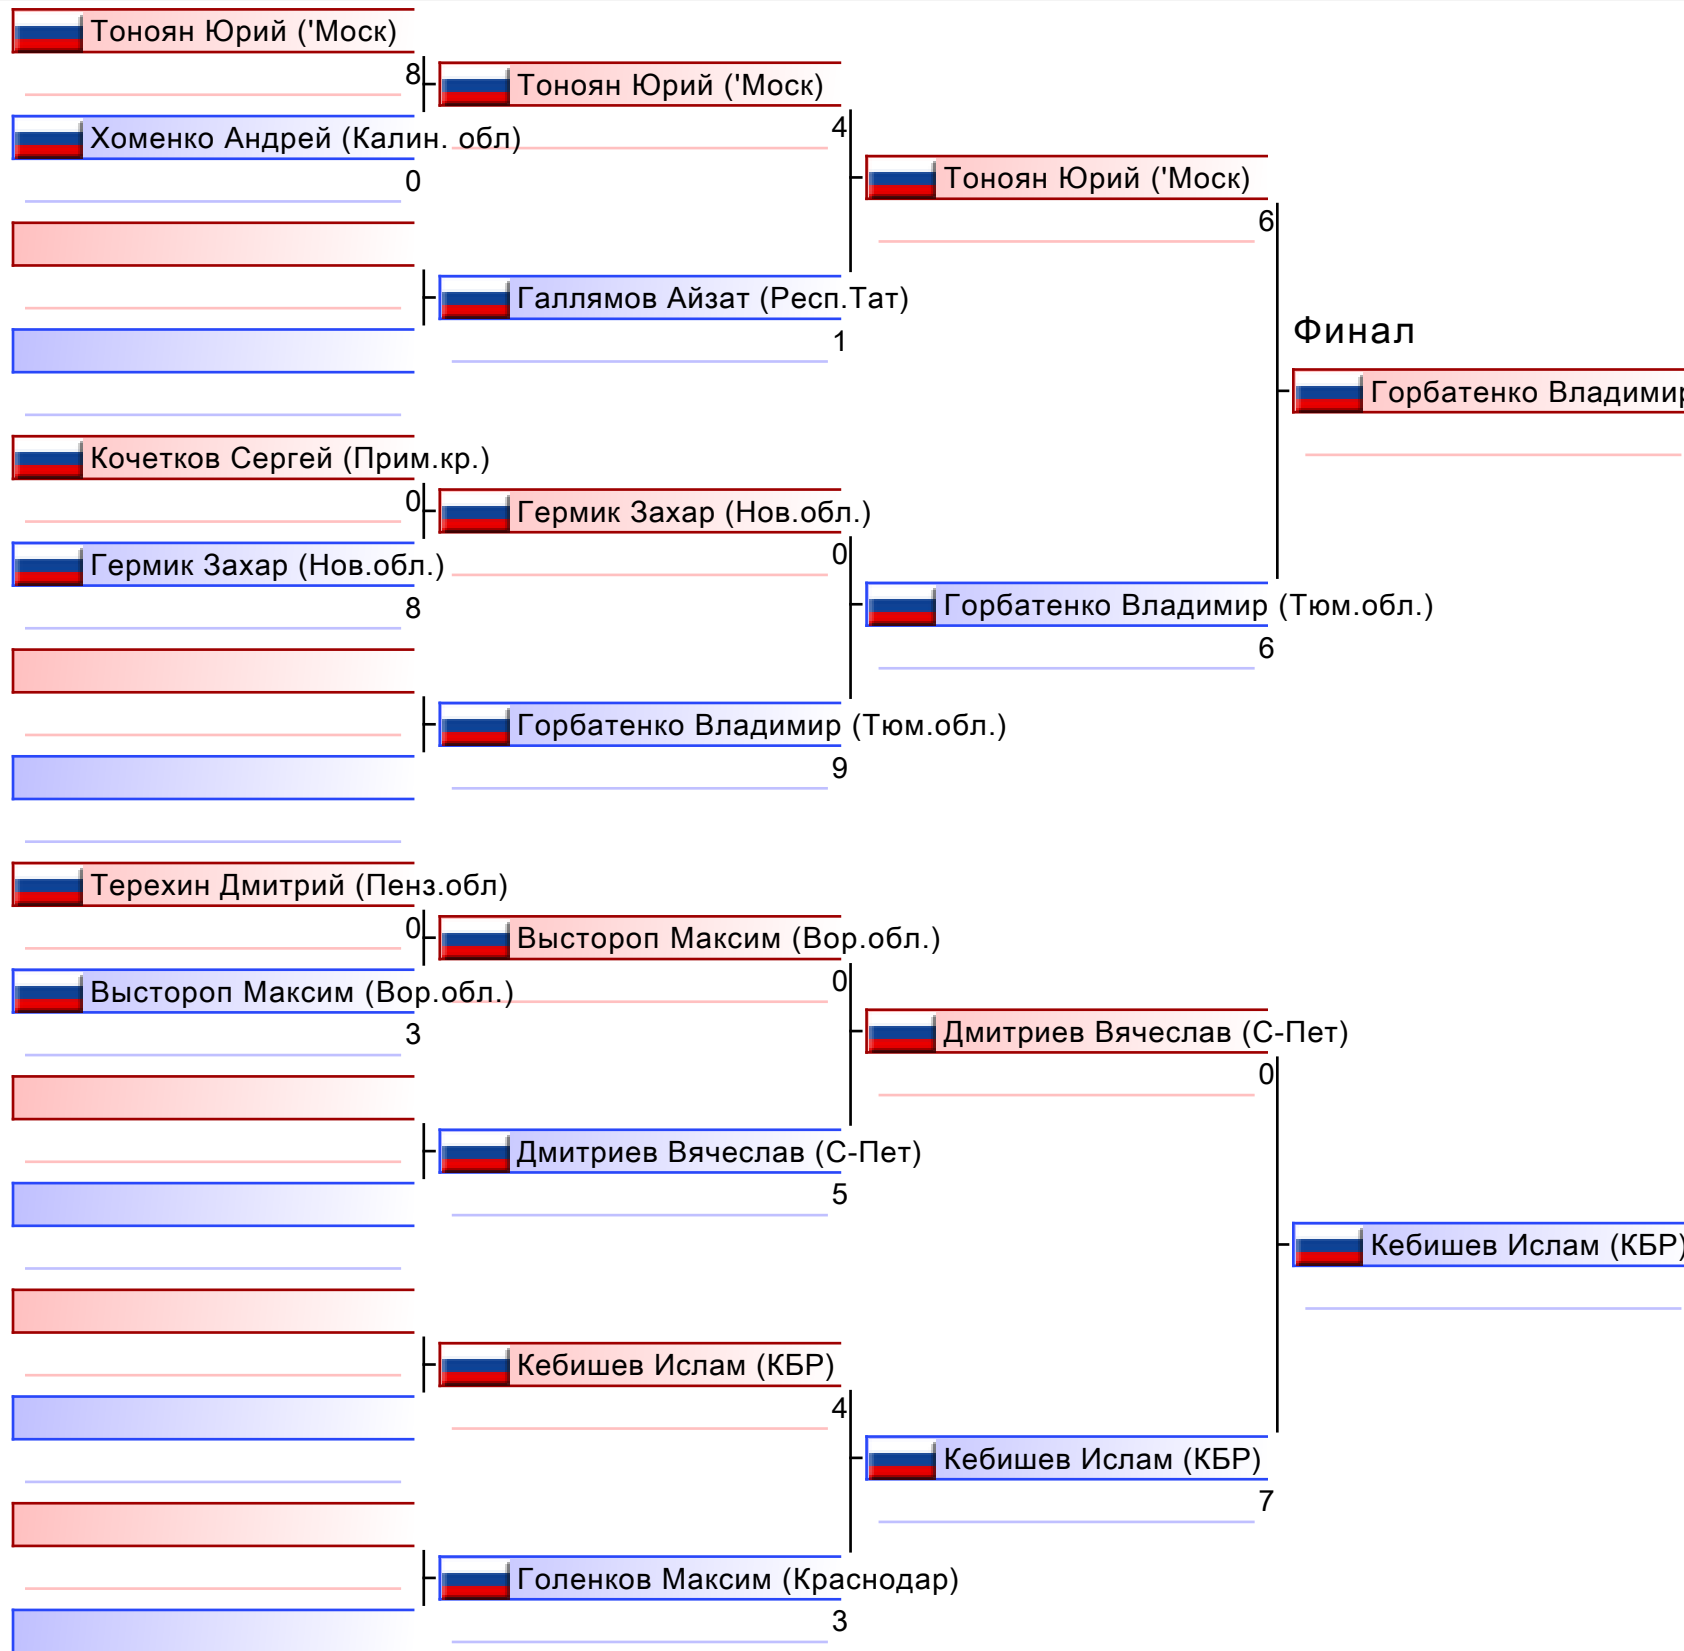 Тоноян Юрий ('Моск)
8
Тоноян Юрий ('Моск)
4
Хоменко Андрей (Калин. обл)
0
Тоноян Юрий ('Моск)
6
Галлямов Айзат (Респ.Тат)
1
Финал
Горбатенко Владимир
Кочетков Сергей (Прим.кр.)
0
Гермик Захар (Нов.обл.)
0
Гермик Захар (Нов.обл.)
8
Горбатенко Владимир (Тюм.обл.)
6
Горбатенко Владимир (Тюм.обл.)
9
Терехин Дмитрий (Пенз.обл)
0
Выстороп Максим (Вор.обл.)
0
Выстороп Максим (Вор.обл.)
3
Дмитриев Вячеслав (С-Пет)
0
Дмитриев Вячеслав (С-Пет)
5
Кебишев Ислам (КБР)
Кебишев Ислам (КБР)
4
Кебишев Ислам (КБР)
7
Голенков Максим (Краснодар)
3